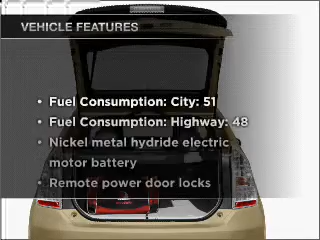 VEHICLE FEATURES
• Fuel Consumption: City: 51
• Fuel Consumption: Highway: 48
• Nickel metal hydride electric
motor battery
• Remote power door locks